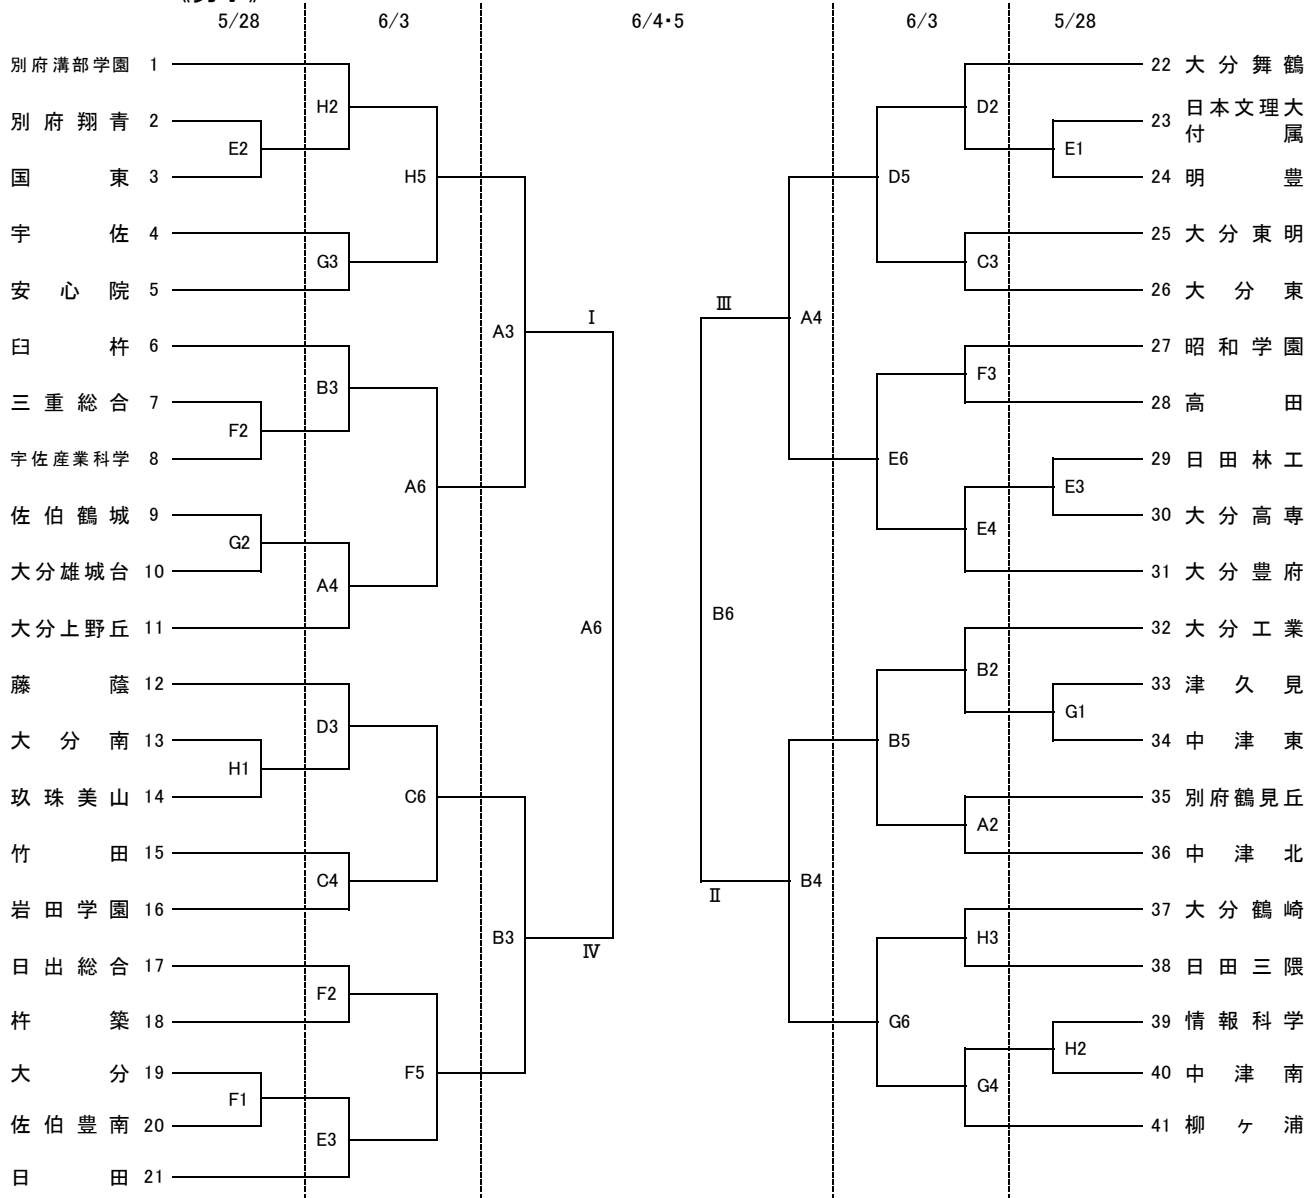 5/28 6/3 6/4・5 6/3 5/28
別府溝部学園 1
別府翔青 2
国東 3
宇佐 4
安心院 5
臼杵 6
三重総合 7
宇佐産業科学 8
佐伯鶴城 9
大分雄城台 10
大分上野丘 11
藤蔭 12
大分南 13
玖珠美山 14
竹田 15
岩田学園 16
日出総合 17
杵築 18
大分 19
佐伯豊南 20
日田 21
E2
F2
G2
H1
F1
H2
G3
B3
A4
D3
C4
F2
E3
H5
A6
C6
F5
A3
B3
Ⅰ
Ⅳ
A6
Ⅲ
Ⅱ
B6
A4
B4
D5
E6
B5
G6
D2
C3
F3
E4
B2
A2
H3
G4
E1
E3
G1
H2
22 大分舞鶴
23 日本文理大
付属
24 明豊
25 大分東明
26 大分東
27 昭和学園
28 高田
29 日田林工
30 大分高専
31 大分豊府
32 大分工業
33 津久見
34 中津東
35 別府鶴見丘
36 中津北
37 大分鶴崎
38 日田三隈
39 情報科学
40 中津南
41 柳ヶ浦